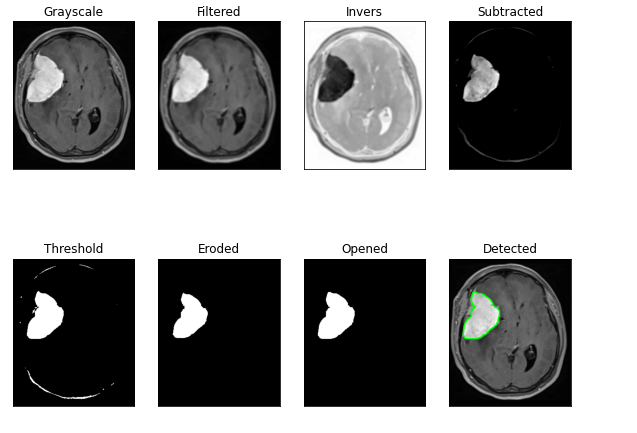 Grayscale
Filtered
Invers
Subtracted
Threshold
Eroded
Opened
Detected